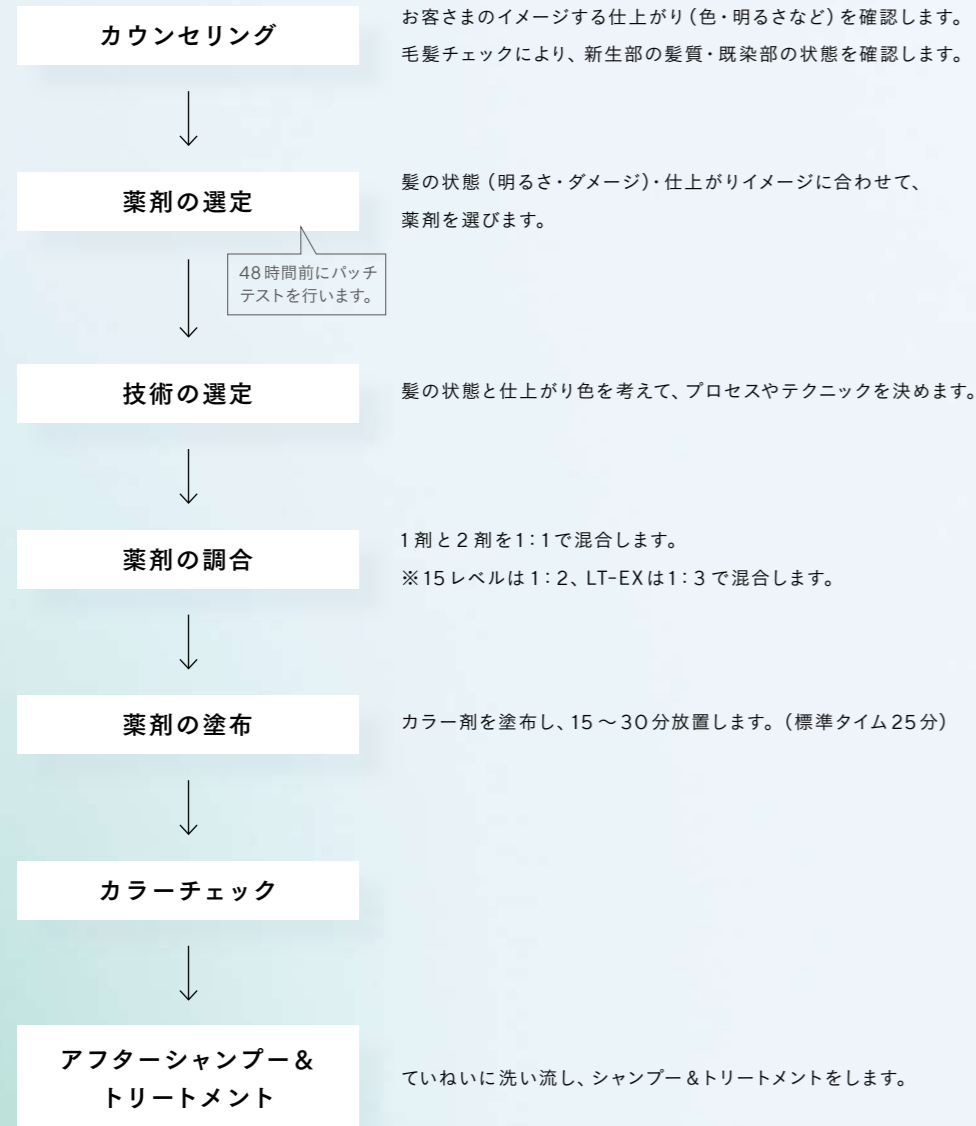 カウンセリング
お客さまのイメージする仕上がり（色・明るさなど）を確認します。
毛髪チェックにより、新生部の髪質・既染部の状態を確認します。
薬剤の選定
髪の状態（明るさ・ダメージ）・仕上がりイメージに合わせて、
薬剤を選びます。
48時間前にパッチ
テストを行います。
技術の選定
髪の状態と仕上がり色を考えて、プロセスやテクニックを決めます。
薬剤の調合
1剤と2剤を1：1で混合します。
※15レベルは1：2、LT-EXは1：3で混合します。
薬剤の塗布
カラー剤を塗布し、15～30分放置します。（標準タイム25分）
カラーチェック
アフターシャンプー＆
トリートメント
ていねいに洗い流し、シャンプー＆トリートメントをします。